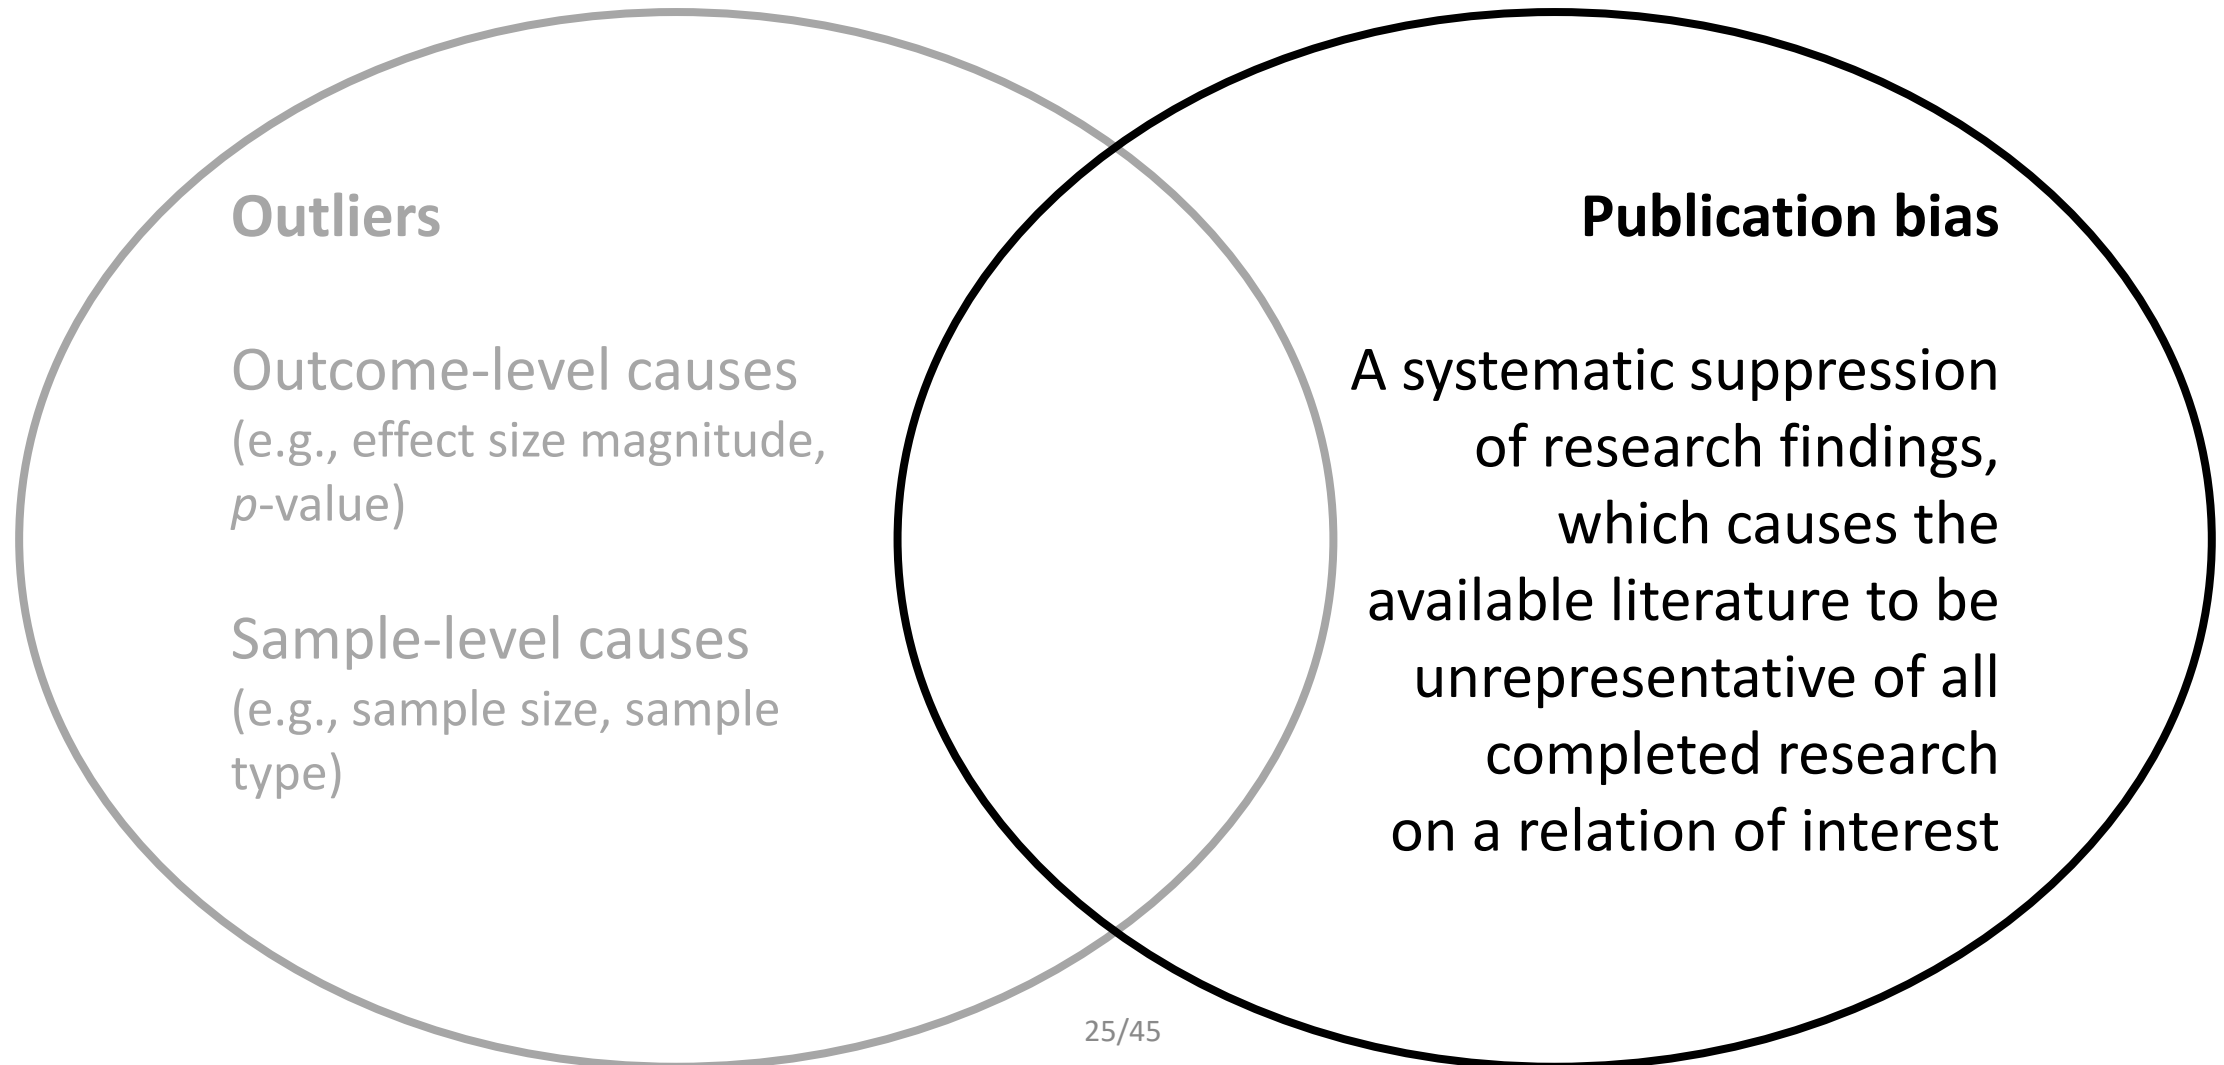 Outliers
Outcome-level causes
(e.g., effect size magnitude,
p-value)
Sample-level causes
(e.g., sample size, sample
type)
Publication bias
A systematic suppression
of research findings,
which causes the
available literature to be
unrepresentative of all
completed research
on a relation of interest
25/45